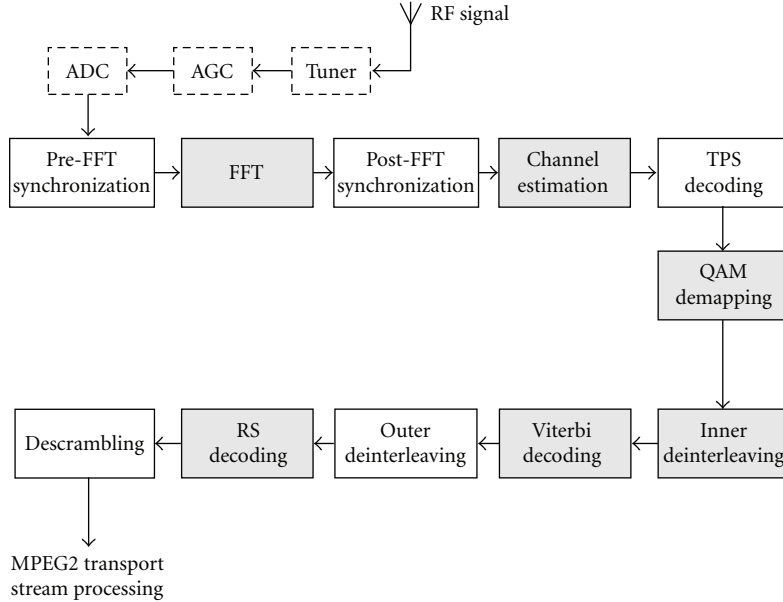 RF signal
ADC
AGC
Tuner
Pre-FFT
synchronization
FFT
Post-FFT
synchronization
Channel
estimation
TPS
decoding
QAM
demapping
Descrambling
RS
decoding
Outer
deinterleaving
Viterbi
decoding
Inner
deinterleaving
MPEG2 transport
stream processing